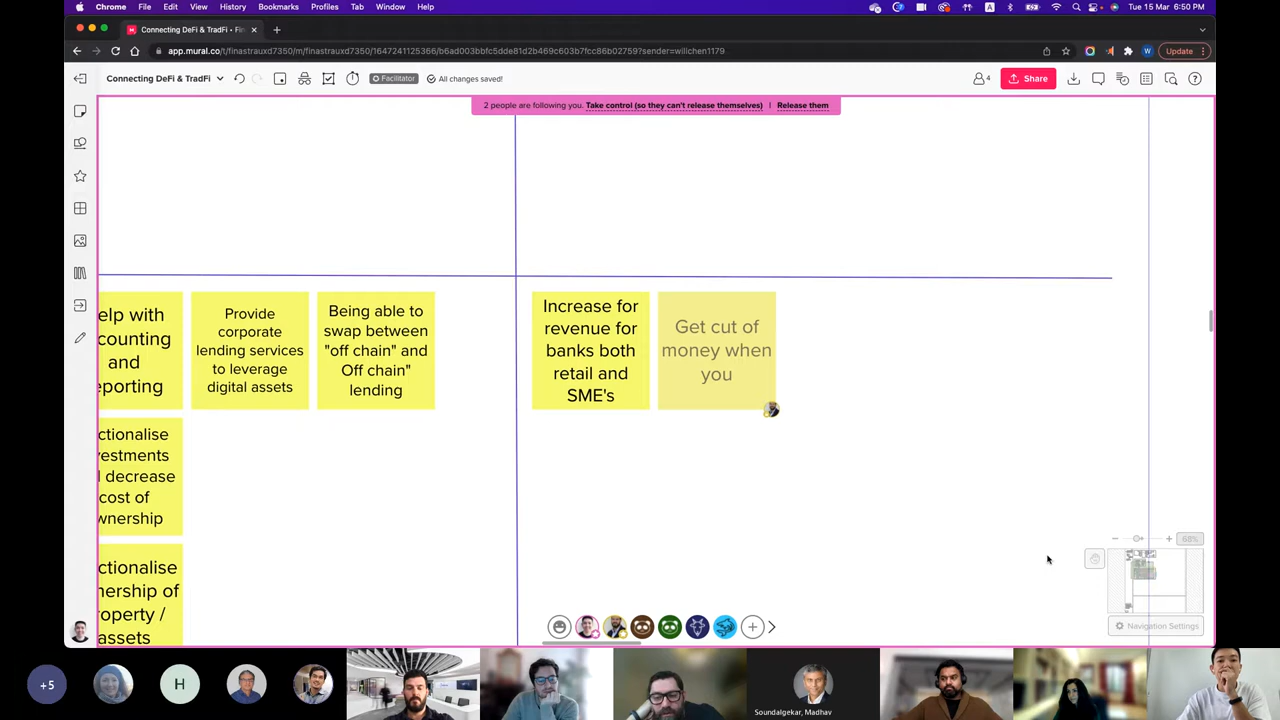 Chrome File Edit View History Bookmarks Profiles Tab Window Help
Tue 15 Mar 6:50 PM
Connecting DeFi & TradFi • Fin
app.mural.co/t/finastrauxd7350/m/finastrauxd7350/1647241125366/b6ad003bbfc5dde81d2b469c603b7fcc86b02759?sender=willchen1179...
Update
Connecting DeFi & TradFi
Facilitator
All changes saved!
4
Share
2 people are following you. Take control (so they can't release themselves) | Release them
elp with
counting
and
eporting
Provide
corporate
lending services
to leverage
digital assets
Being able to
swap between
"off chain" and
Off chain"
lending
Increase for
revenue for
banks both
retail and
SME's
Get cut of
money when
you
ctionalise
vestments
d decrease
cost of
wnership
ctionalise
nership of
roperty /
assets
68%
Navigation Settings
+5
H
Soundalgekar, Madhav